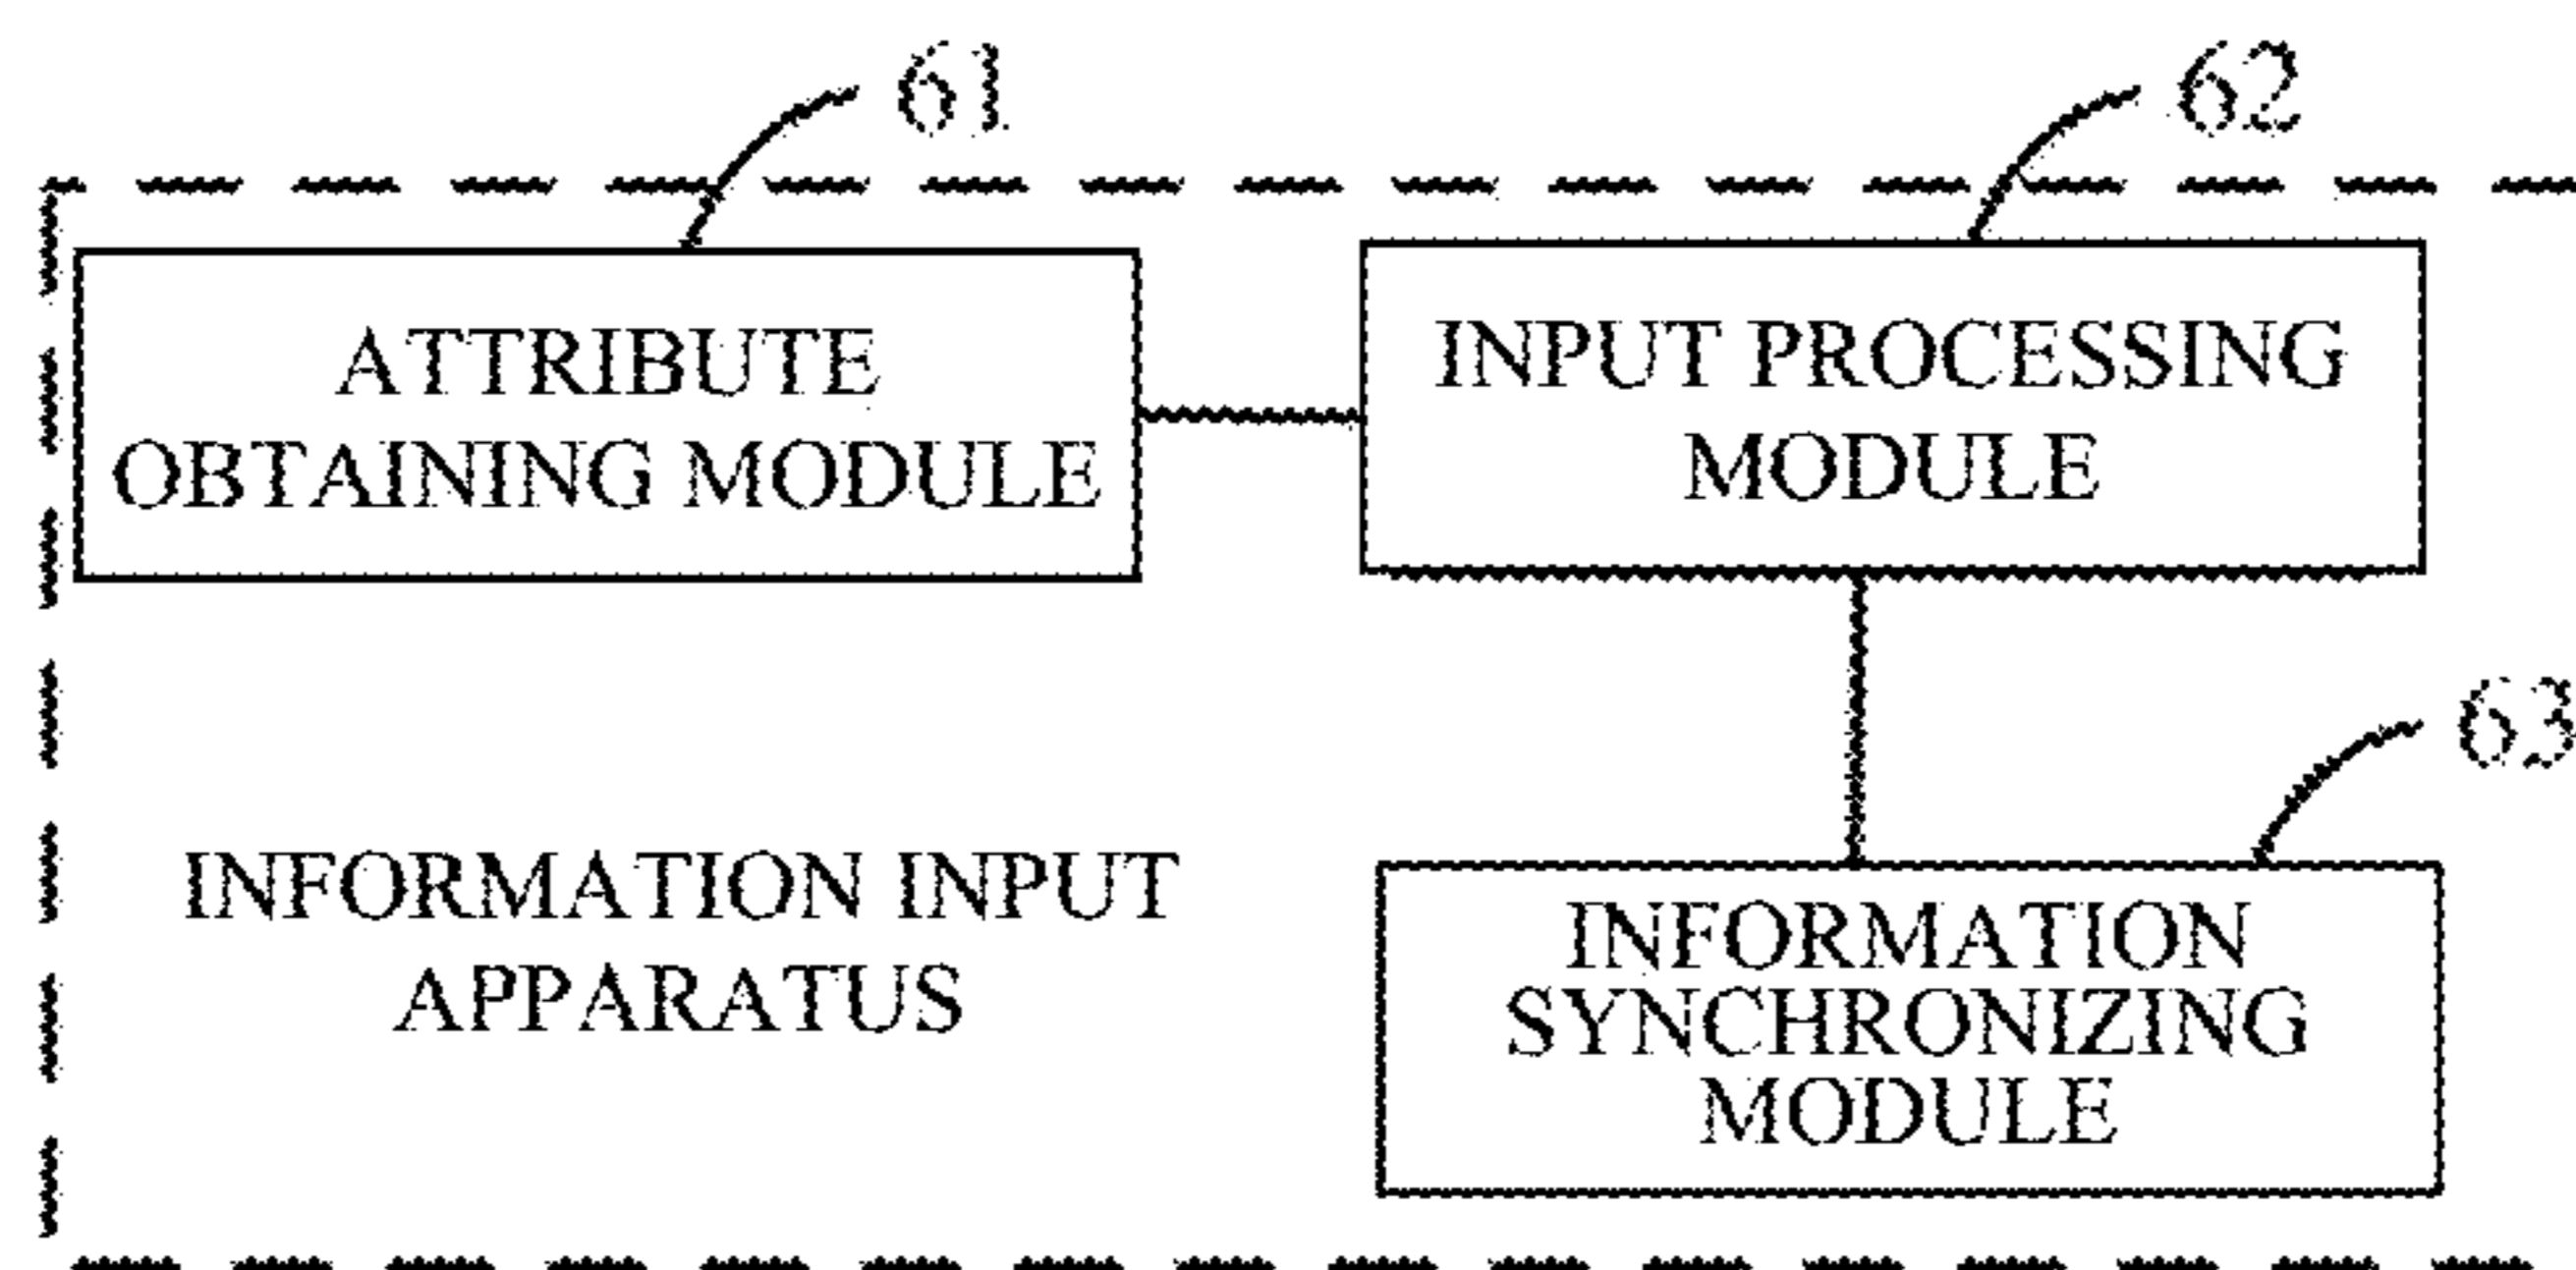 61
62
ATTRIBUTE
OBTAINING MODULE
INPUT PROCESSING
MODULE
63
INFORMATION INPUT
APPARATUS
INFORMATION
SYNCHRONIZING
MODULE